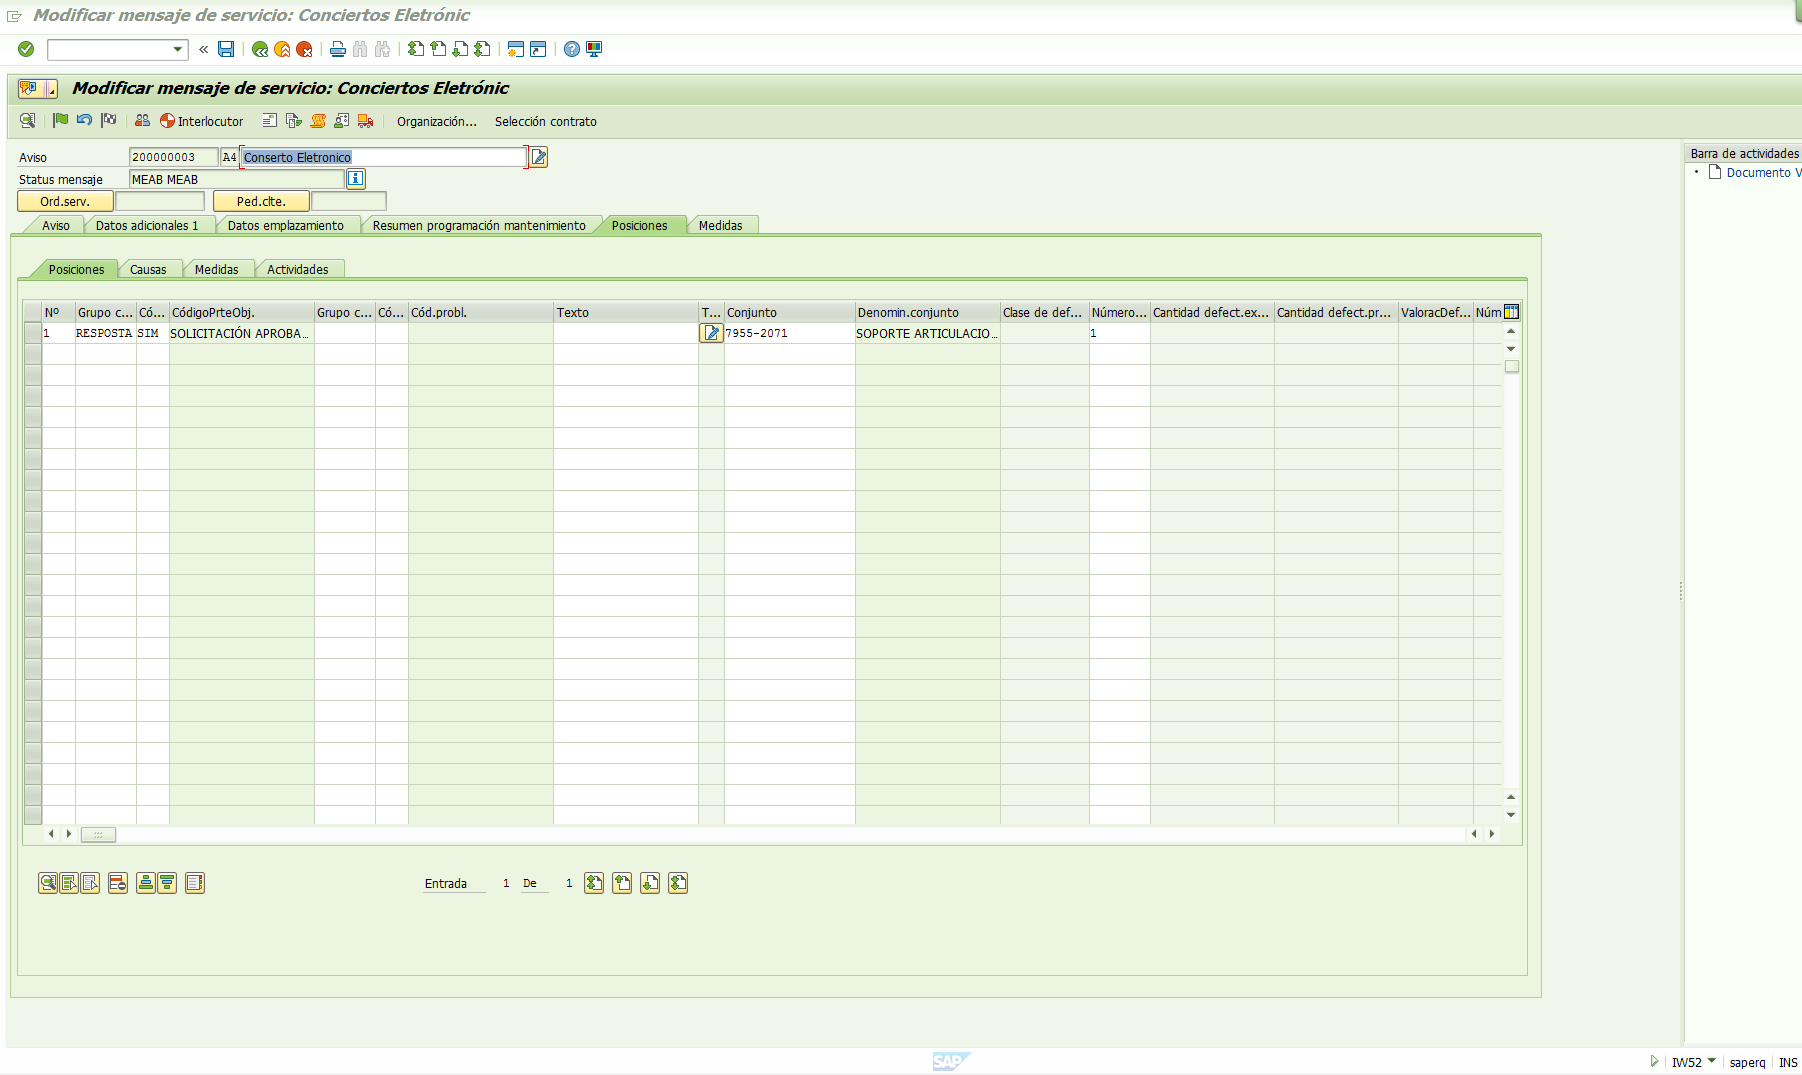 Modificar mensaje de servicio: Conciertos Eletrónic
«
Modificar mensaje de servicio: Conciertos Eletrónic
Interlocutor Organización... Selección contrato
Aviso 200000003 A4 Conserto Eletronico
Status mensaje MEAB MEAB
Ord.serv. Ped.clte.
Aviso Datos adicionales 1 Datos emplazamiento Resumen programación mantenimiento Posiciones Medidas
Posiciones Causas Medidas Actividades
Nº Grupo c... Có... CódigoPrteObj. Grupo c... Có... Cód.probl. Texto T... Conjunto Denomin.conjunto Clase de def... Número... Cantidad defect.ex... Cantidad defect.pr... ValoracDef... Núm
1 RESPOSTA SIM SOLICITACIÓN APROBA... 7955-2071 SOPORTE ARTICULACIO... 1
Entrada 1 De 1
Barra de actividades
• Documento V
SAP
IW52 saperq INS